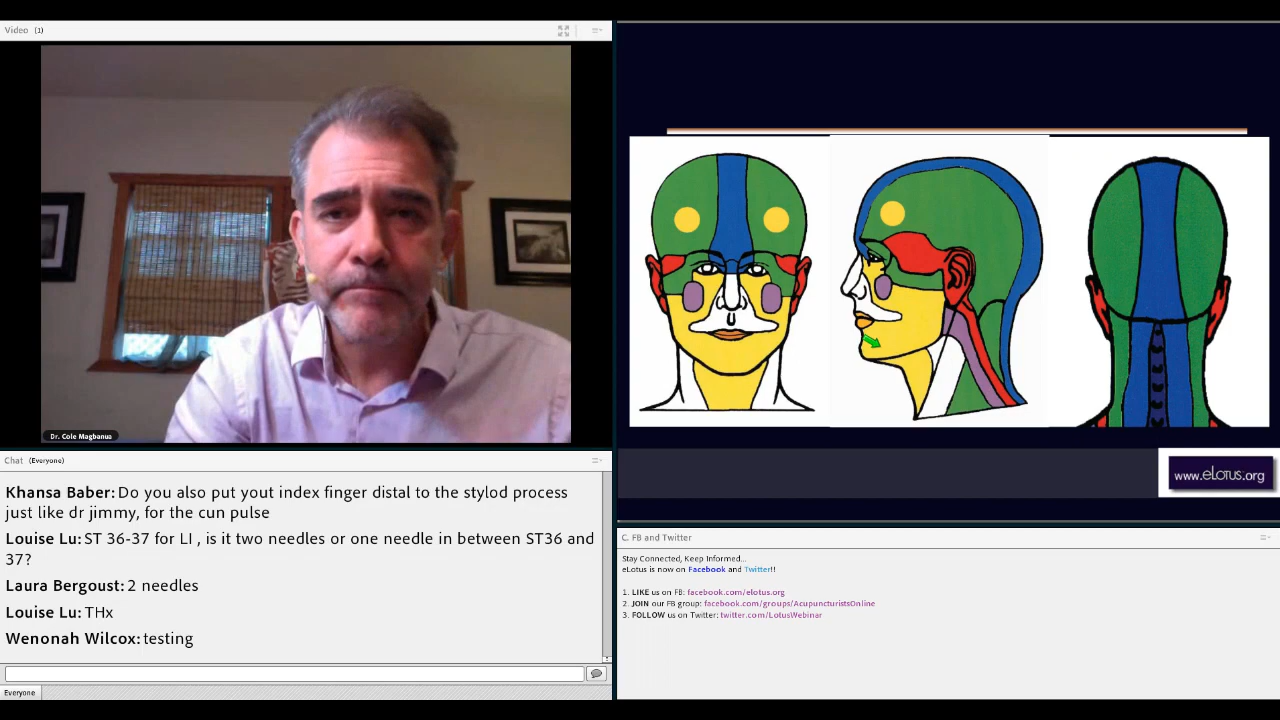 Video (1)
Dr. Cole Magbanua
www.eLotus.org
Chat (Everyone)
Khansa Baber: Do you also put yout index finger distal to the stylod process
just like dr jimmy, for the cun pulse
Louise Lu: ST 36-37 for LI , is it two needles or one needle in between ST36 and
37?
Laura Bergoust: 2 needles
Louise Lu: THx
Wenonah Wilcox: testing
Everyone
C. FB and Twitter
Stay Connected, Keep Informed...
eLotus is now on Facebook and Twitter!!
1. LIKE us on FB: facebook.com/elotus.org
2. JOIN our FB group: facebook.com/groups/AcupuncturistsOnline
3. FOLLOW us on Twitter: twitter.com/LotusWebinar